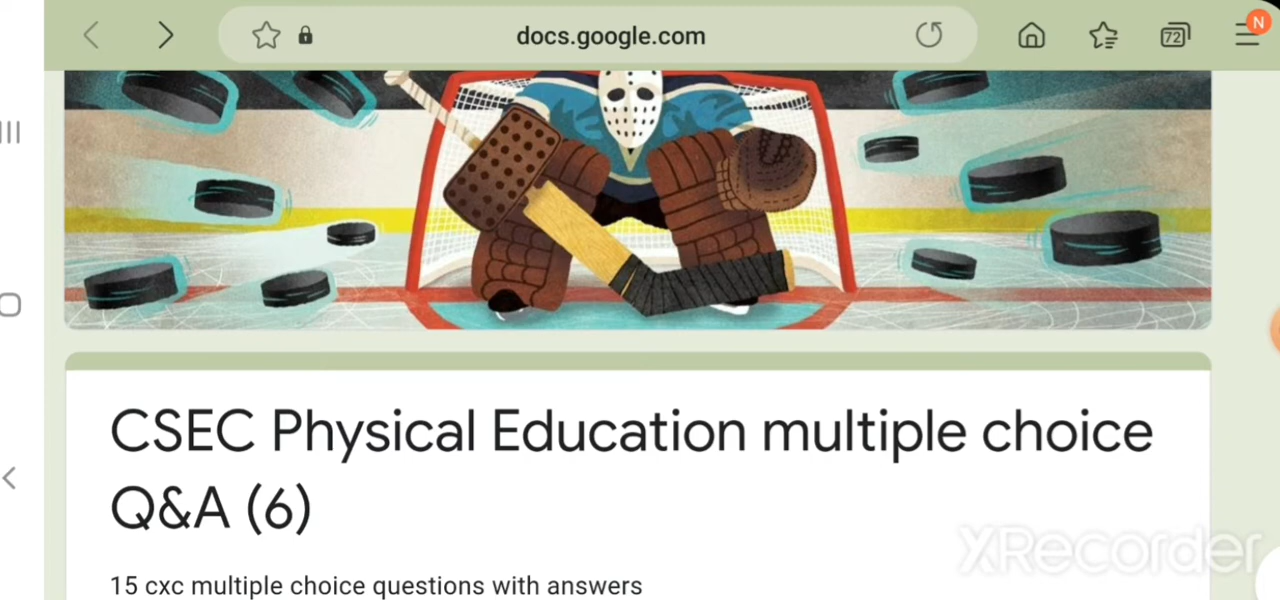 docs.google.com
72
N
CSEC Physical Education multiple choice
Q&A (6)
XRecorder
15 cxc multiple choice questions with answers